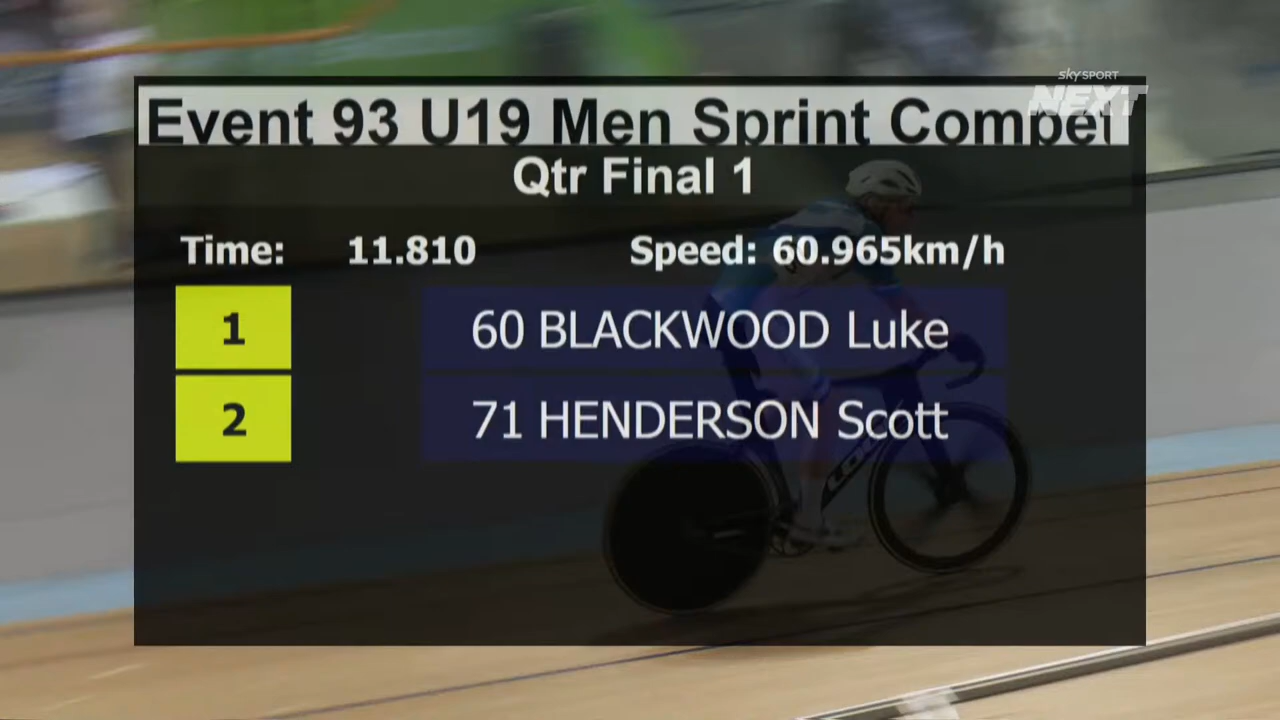 sky SPORT
NEXT
Event 93 U19 Men Sprint Compet
Qtr Final 1
Time: 11.810 Speed: 60.965km/h
1 60 BLACKWOOD Luke
2 71 HENDERSON Scott
LOOK